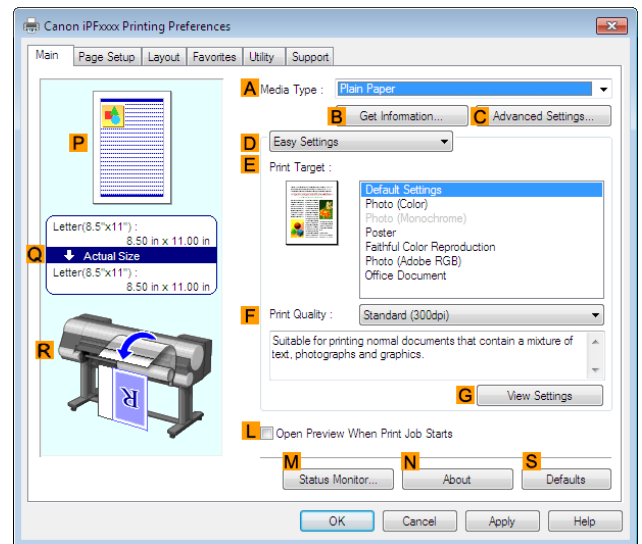 Canon iPFxxxx Printing Preferences
Main Page Setup Layout Favorites Utility Support
A Media Type : Plain Paper
B Get Information... C Advanced Settings...
D Easy Settings
E Print Target :
Default Settings
Photo (Color)
Photo (Monochrome)
Poster
Faithful Color Reproduction
Photo (Adobe RGB)
Office Document
F Print Quality : Standard (300dpi)
Suitable for printing normal documents that contain a mixture of
text, photographs and graphics.
G View Settings
P
Letter(8.5"x11") :
8.50 in x 11.00 in
Q Actual Size
Letter(8.5"x11") :
8.50 in x 11.00 in
R
R
L Open Preview When Print Job Starts
M Status Monitor... N About S Defaults
OK Cancel Apply Help